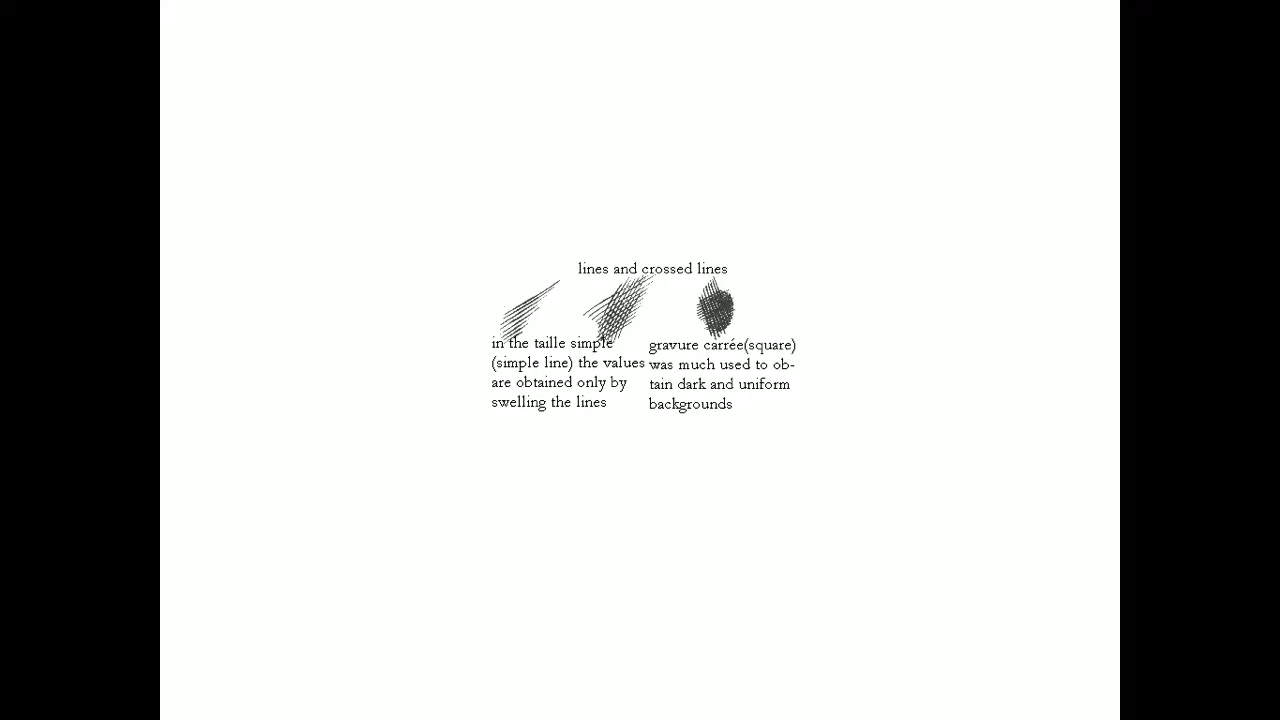 lines and crossed lines
in the taille simple
(simple line) the values
are obtained only by
swelling the lines
gravure carrée(square)
was much used to ob-
tain dark and uniform
backgrounds